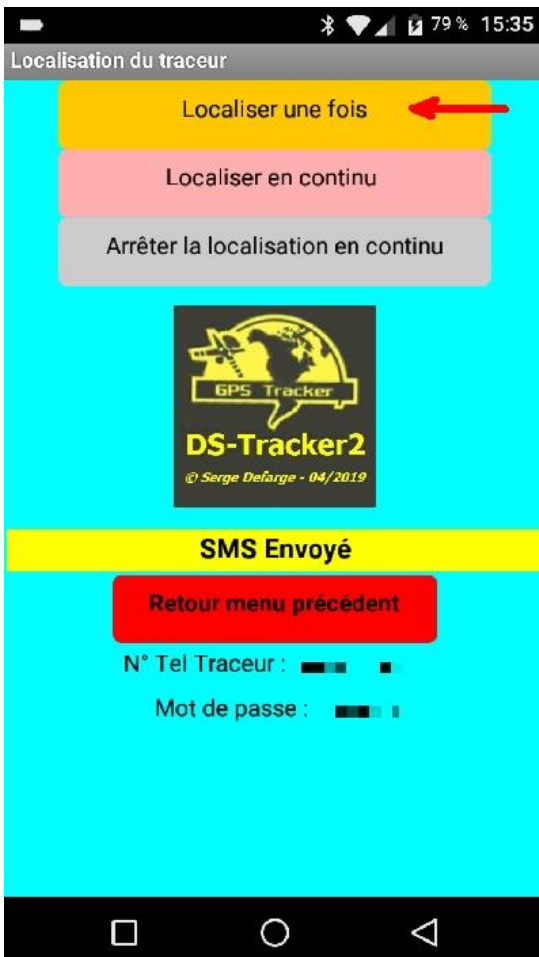 79 % 15:35
Localisation du traceur
Localiser une fois
Localiser en continu
Arrêter la localisation en continu
GPS Tracker
DS-Tracker2
© Serge Defarge - 04/2019
SMS Envoyé
Retour menu précédent
N° Tel Traceur :
Mot de passe :